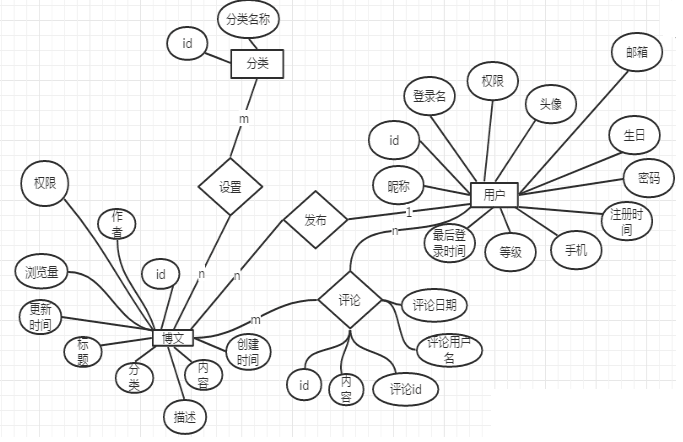 分类名称
id
分类
m
设置
n
邮箱
权限
登录名
头像
id
生日
昵称
密码
用户
注册时
间
最后登
录时间
等级
手机
1
n
发布
n
权限
作
者
浏览量
id
更新
时间
标
题
博文
创建
时间
分
类
内
容
描述
m
评论
评论日期
评论用户
名
id
内
容
评论id